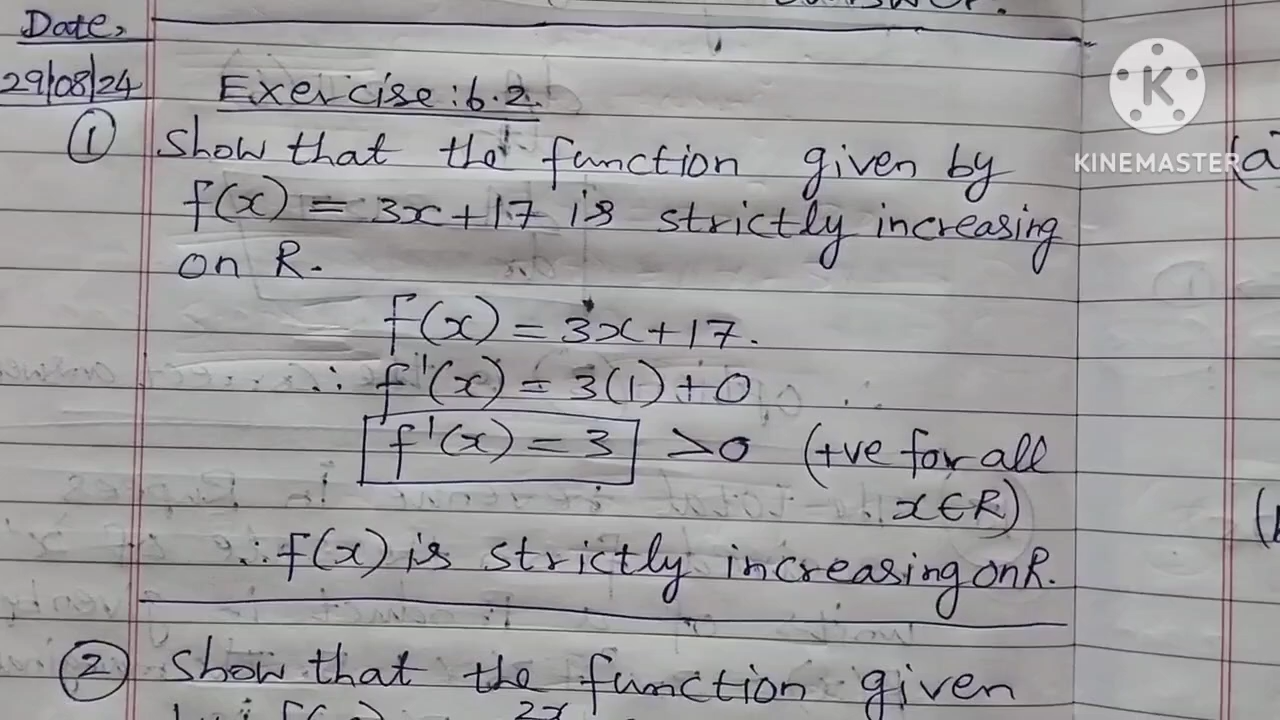 Date,
29/08/24
Exercise: 6.2.
① Show that the function given by
f(x) = 3x+17 is strictly increasing
on R.
f(x) = 3x+17.
∴ f'(x) = 3(1)+0
f'(x) = 3 >0 (+ve for all
x∈R)
∴ f(x) is strictly increasing on R.
② Show that the function given
2x
K
KINEMASTER
(a